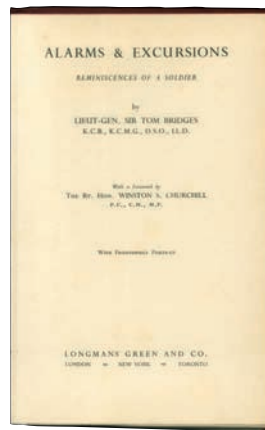 ALARMS & EXCURSIONS
REMINISCENCES OF A SOLDIER
by
LIEUT-GEN. SIR TOM BRIDGES
K.C.B., K.C.M.G., D.S.O., LL.D.
With a foreword by
THE RT. HON. WINSTON S. CHURCHILL
P.C., C.H., M.P.
WITH FRONTISPIECE PORTRAIT
LONGMANS GREEN AND CO.
LONDON NEW YORK TORONTO